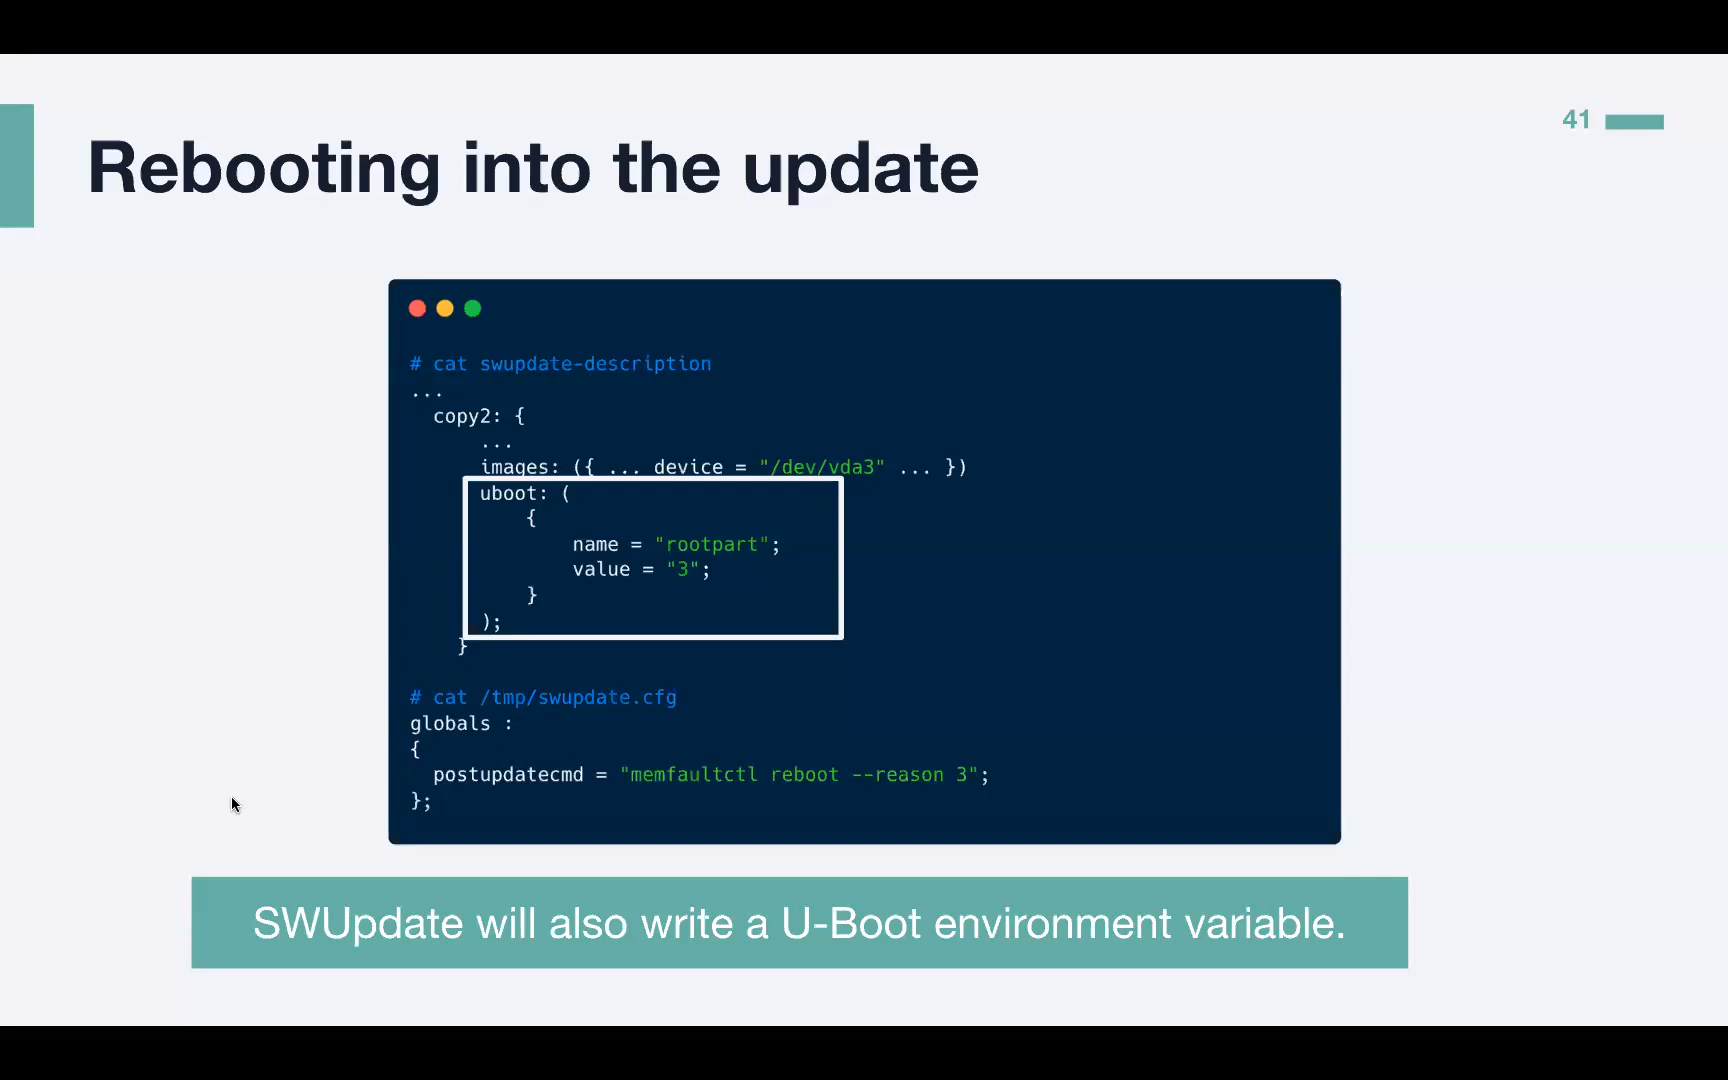 41
Rebooting into the update
# cat swupdate-description
...
  copy2: {
      ...
      images: ({ ... device = "/dev/vda3" ... })
      uboot: (
          {
              name = "rootpart";
              value = "3";
          }
      );
    }
# cat /tmp/swupdate.cfg
globals :
{
  postupdatecmd = "memfaultctl reboot --reason 3";
};
SWUpdate will also write a U-Boot environment variable.